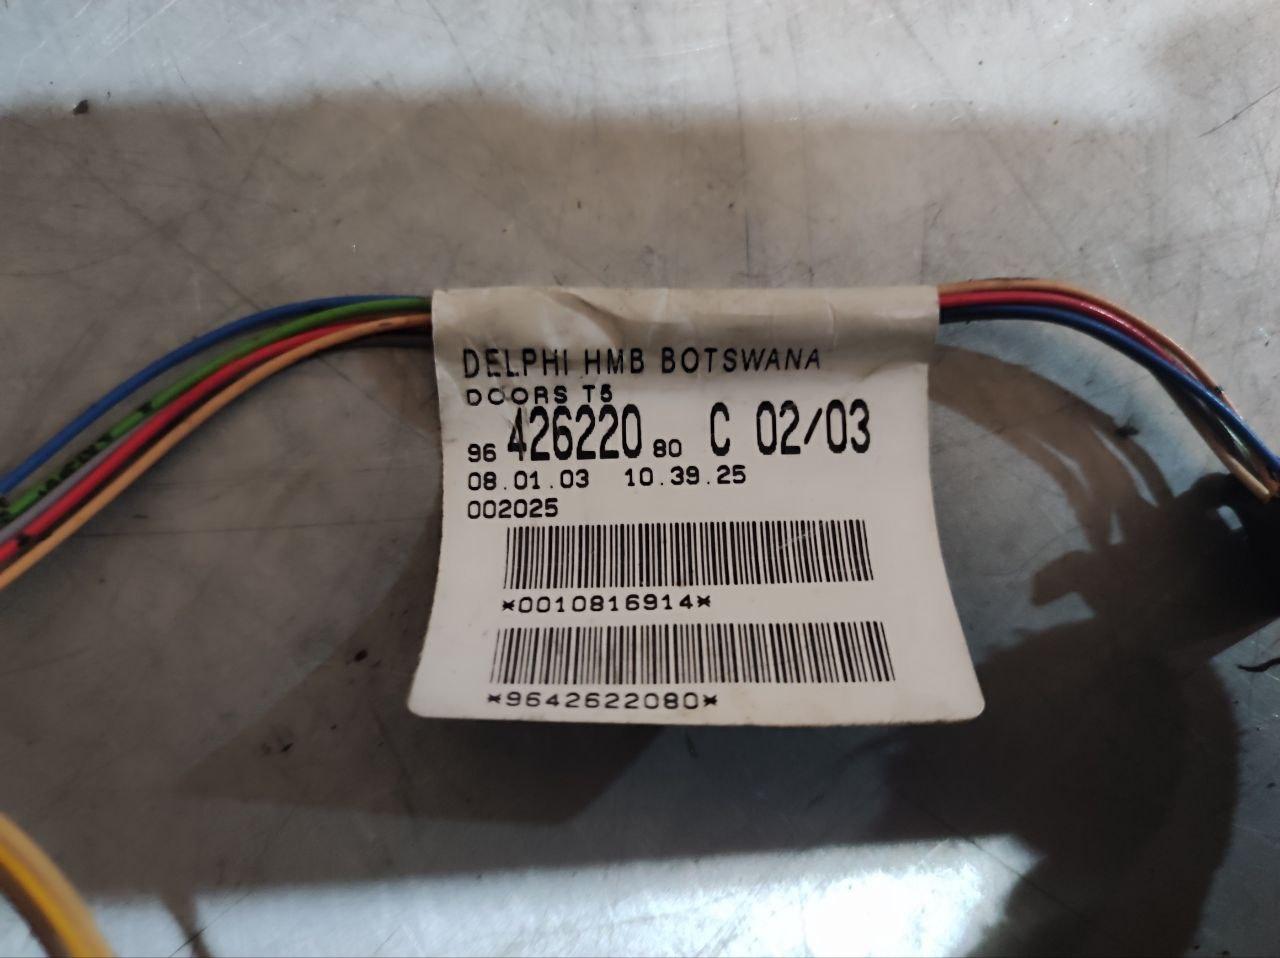 DELPHI HMB BOTSWANA
DOORS T5
96 426220 80 C 02/03
08.01.03 10.39.25
002025
*0010816914*
*9642622080*